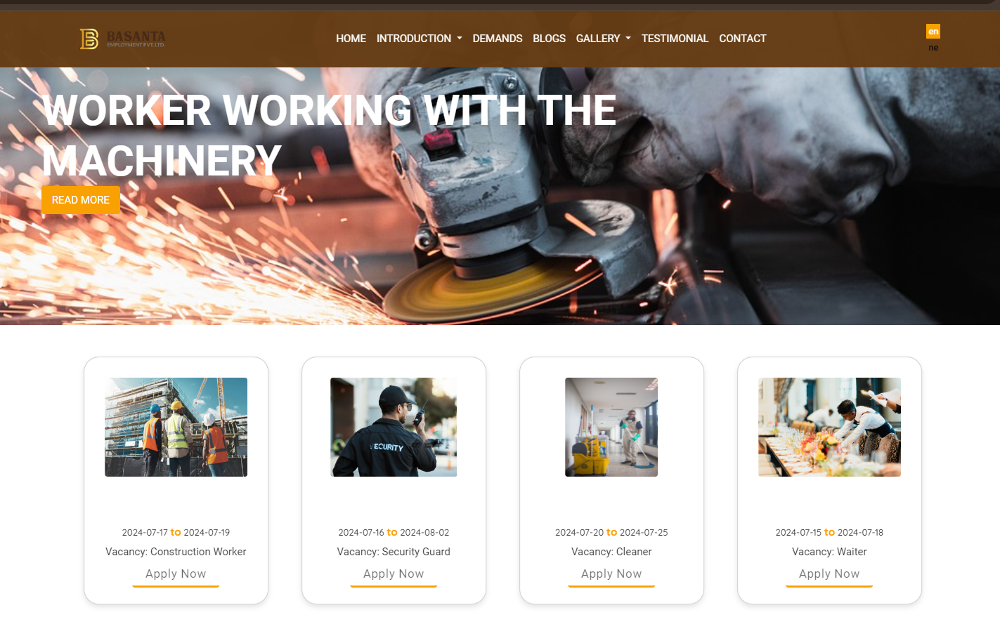 BASANTA
EMPLOYMENT PVT. LTD.
HOME INTRODUCTION DEMANDS BLOGS GALLERY TESTIMONIAL CONTACT
en
ne
WORKER WORKING WITH THE
MACHINERY
READ MORE
SECURITY
2024-07-17 to 2024-07-19
Vacancy: Construction Worker
Apply Now
2024-07-16 to 2024-08-02
Vacancy: Security Guard
Apply Now
2024-07-20 to 2024-07-25
Vacancy: Cleaner
Apply Now
2024-07-15 to 2024-07-18
Vacancy: Waiter
Apply Now